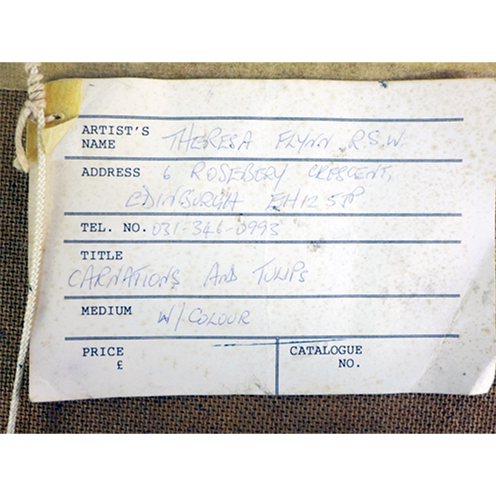 ARTIST'S
NAME THERESA FLYNN R.S.W.
ADDRESS 6 ROSEBERY CRESCENT,
EDINBURGH EH12 5JP
TEL. NO. 031-346-0993
TITLE
CARNATIONS AND TULIPS
MEDIUM W/COLOUR
PRICE
£
CATALOGUE
NO.